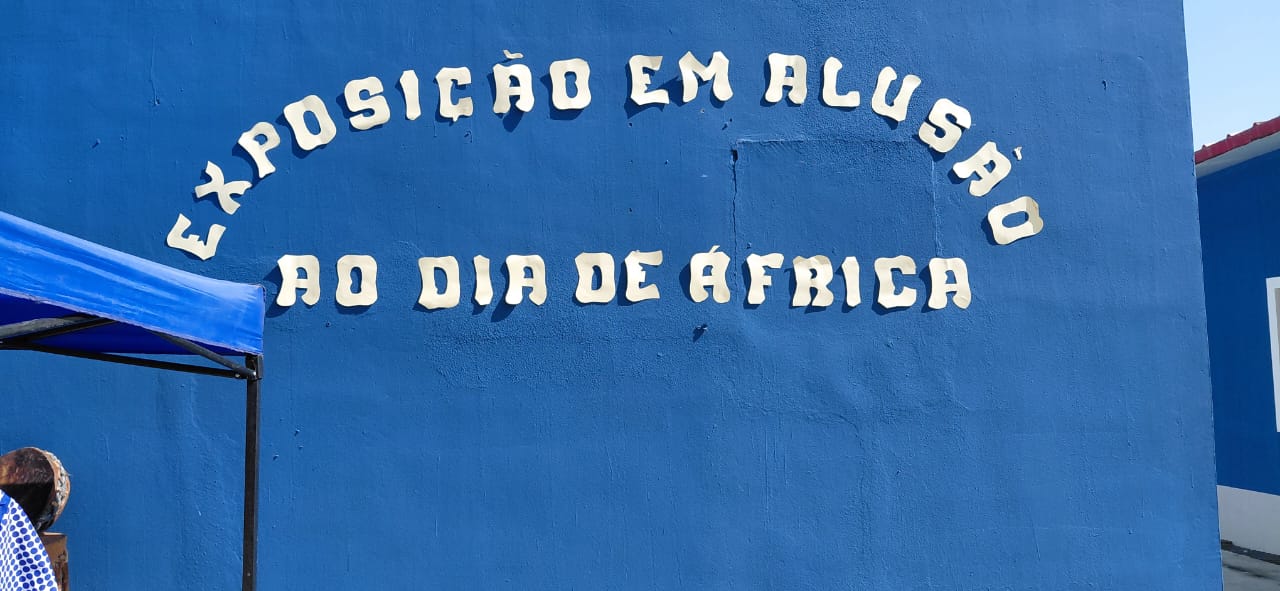 EXPOSIÇÃO EM ALUSÃO
AO DIA DE ÁFRICA